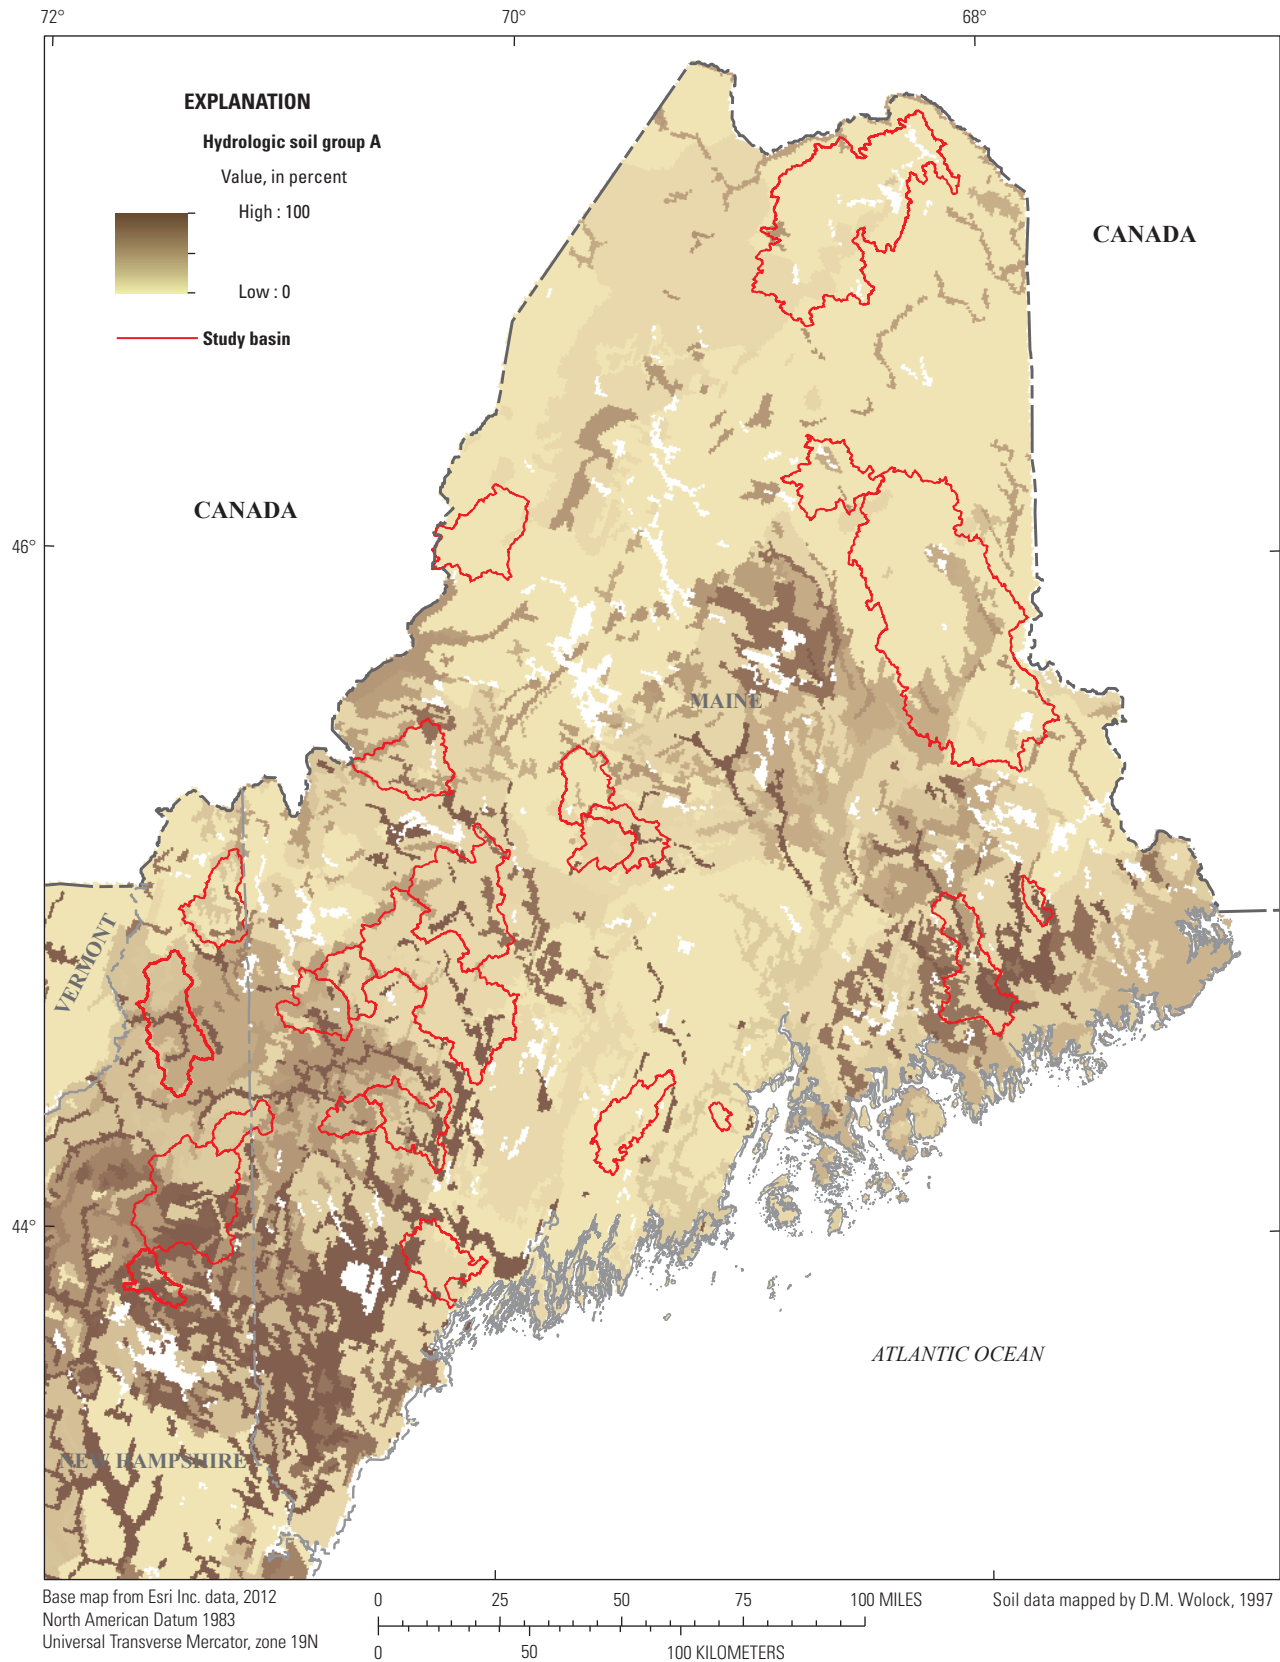 72°
70°
68°
EXPLANATION
Hydrologic soil group A
Value, in percent
High : 100
Low : 0
Study basin
CANADA
CANADA
46°
MAINE
VERMONT
44°
ATLANTIC OCEAN
NEW HAMPSHIRE
Base map from Esri Inc. data, 2012
North American Datum 1983
Universal Transverse Mercator, zone 19N
0 25 50 75 100 MILES
0 50 100 KILOMETERS
Soil data mapped by D.M. Wolock, 1997